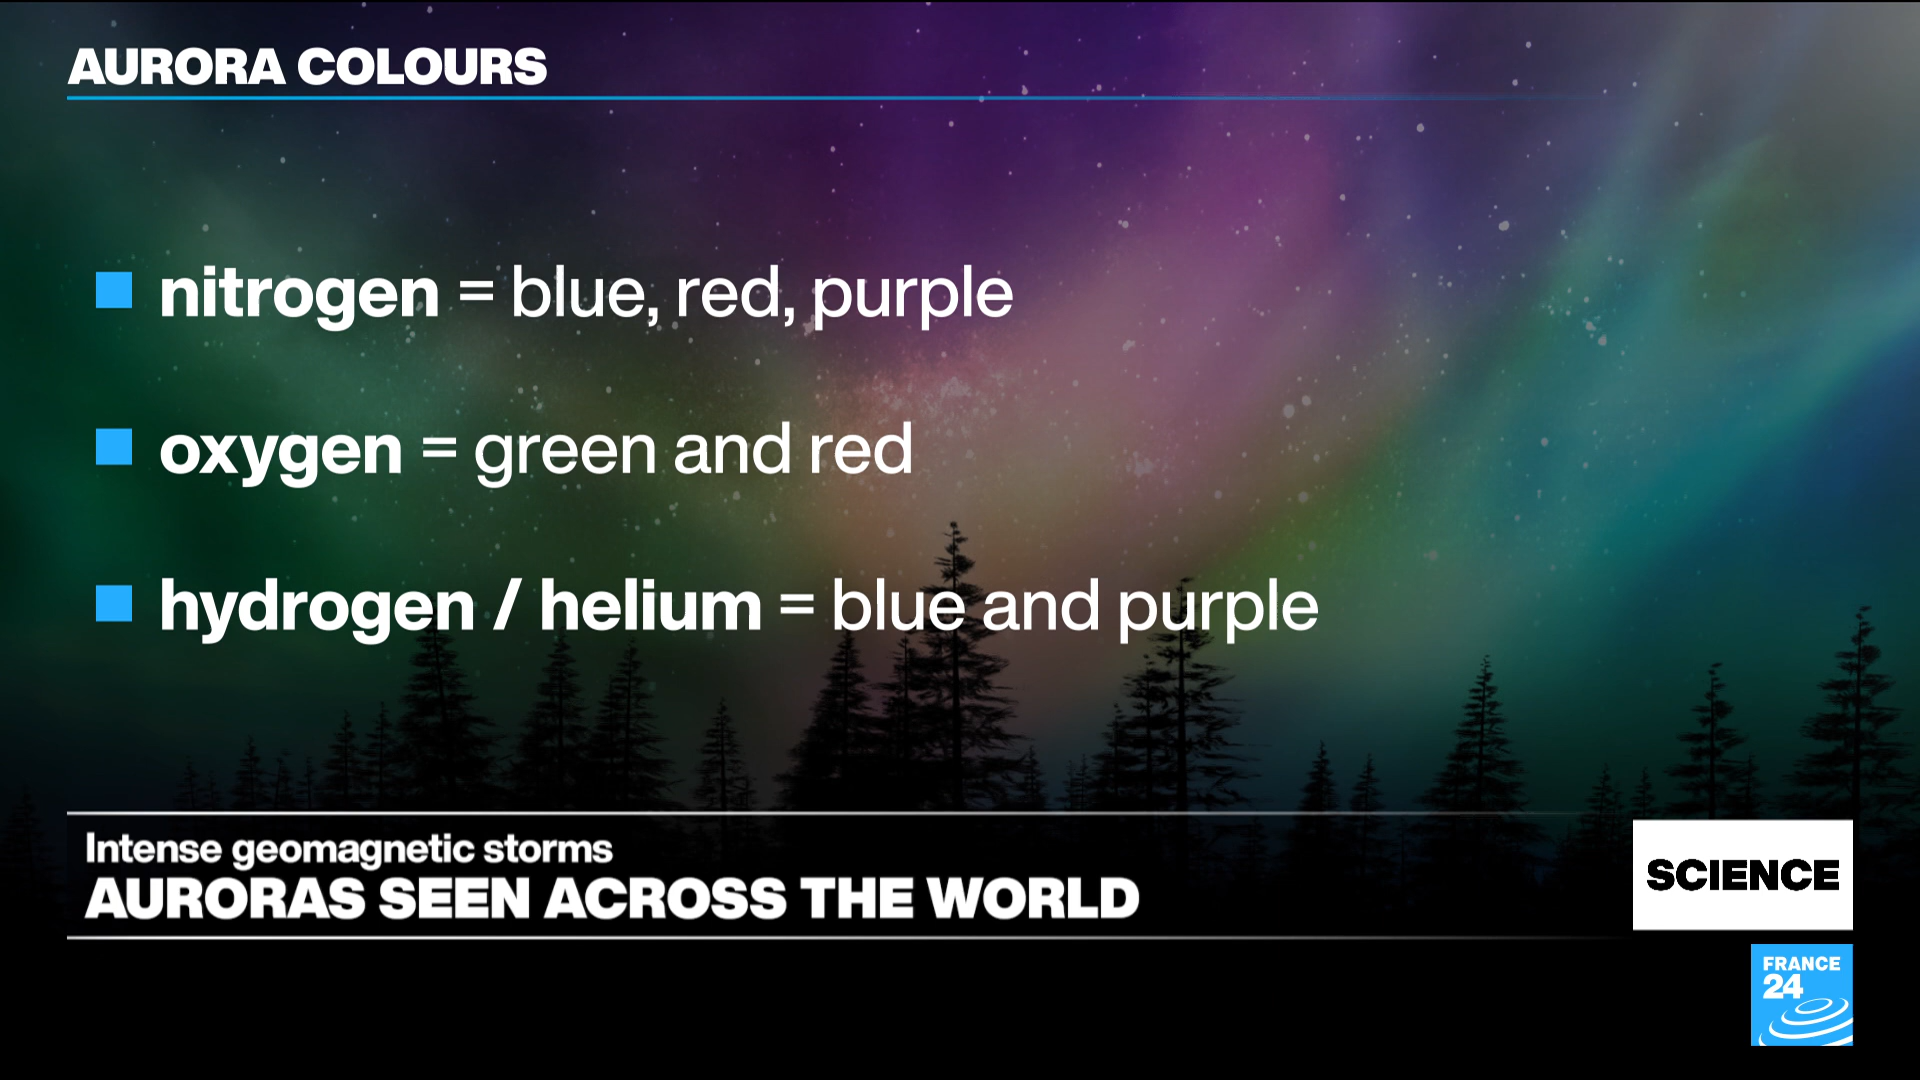 AURORA COLOURS
nitrogen = blue, red, purple
oxygen = green and red
hydrogen / helium = blue and purple
Intense geomagnetic storms
AURORAS SEEN ACROSS THE WORLD
SCIENCE
FRANCE
24